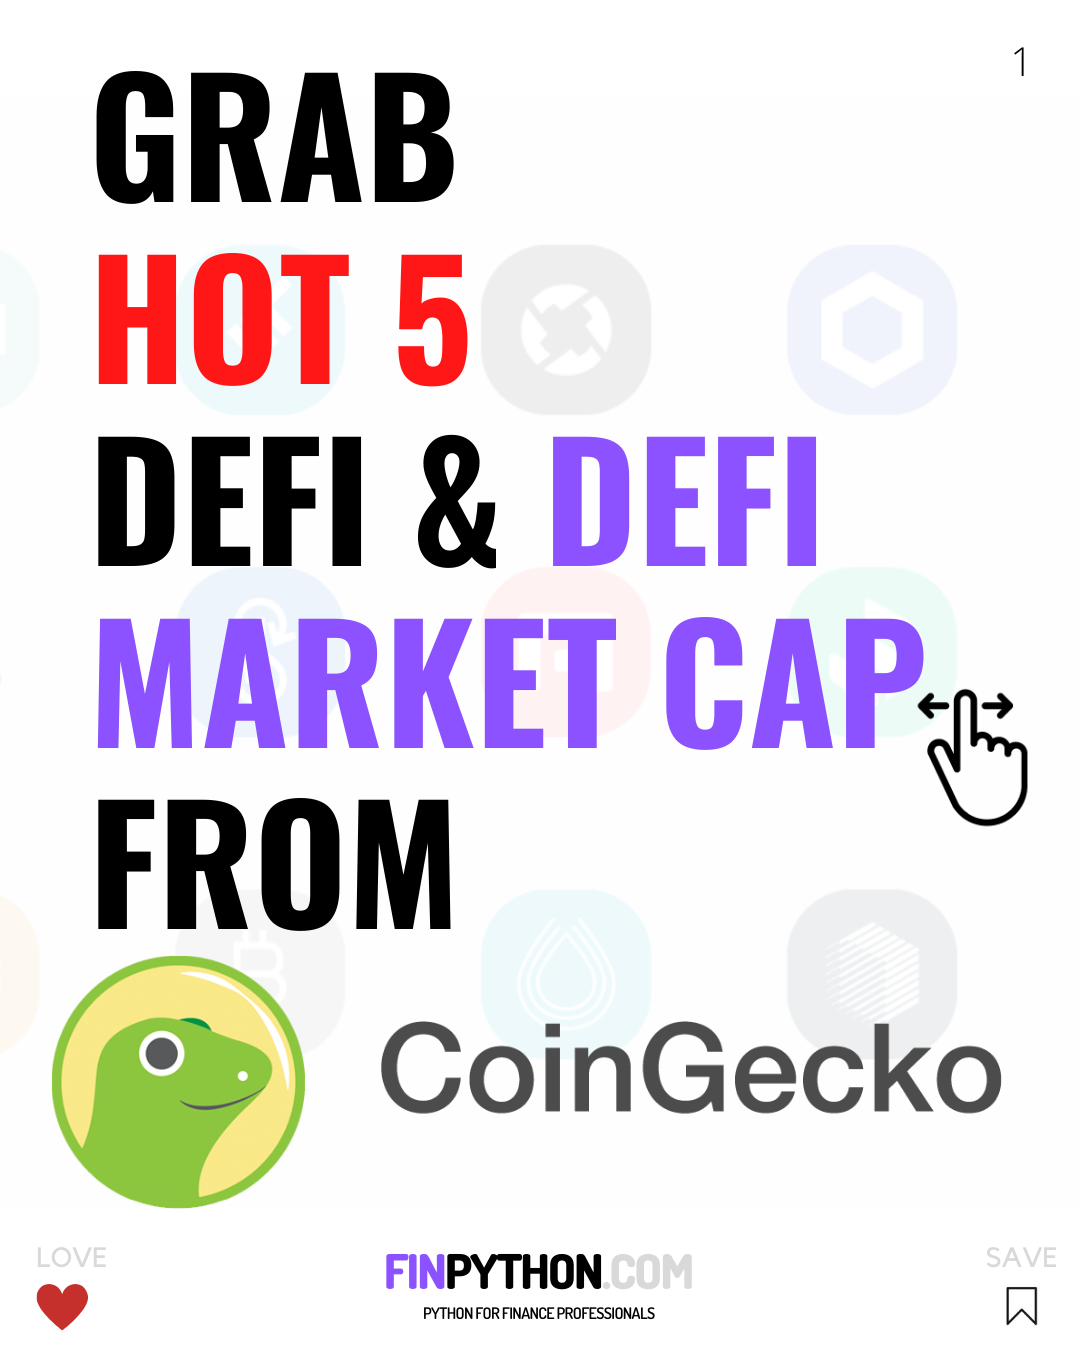 1
GRAB
HOT 5
DEFI & DEFI
MARKET CAP
FROM
CoinGecko
LOVE
SAVE
FINPYTHON.COM
PYTHON FOR FINANCE PROFESSIONALS